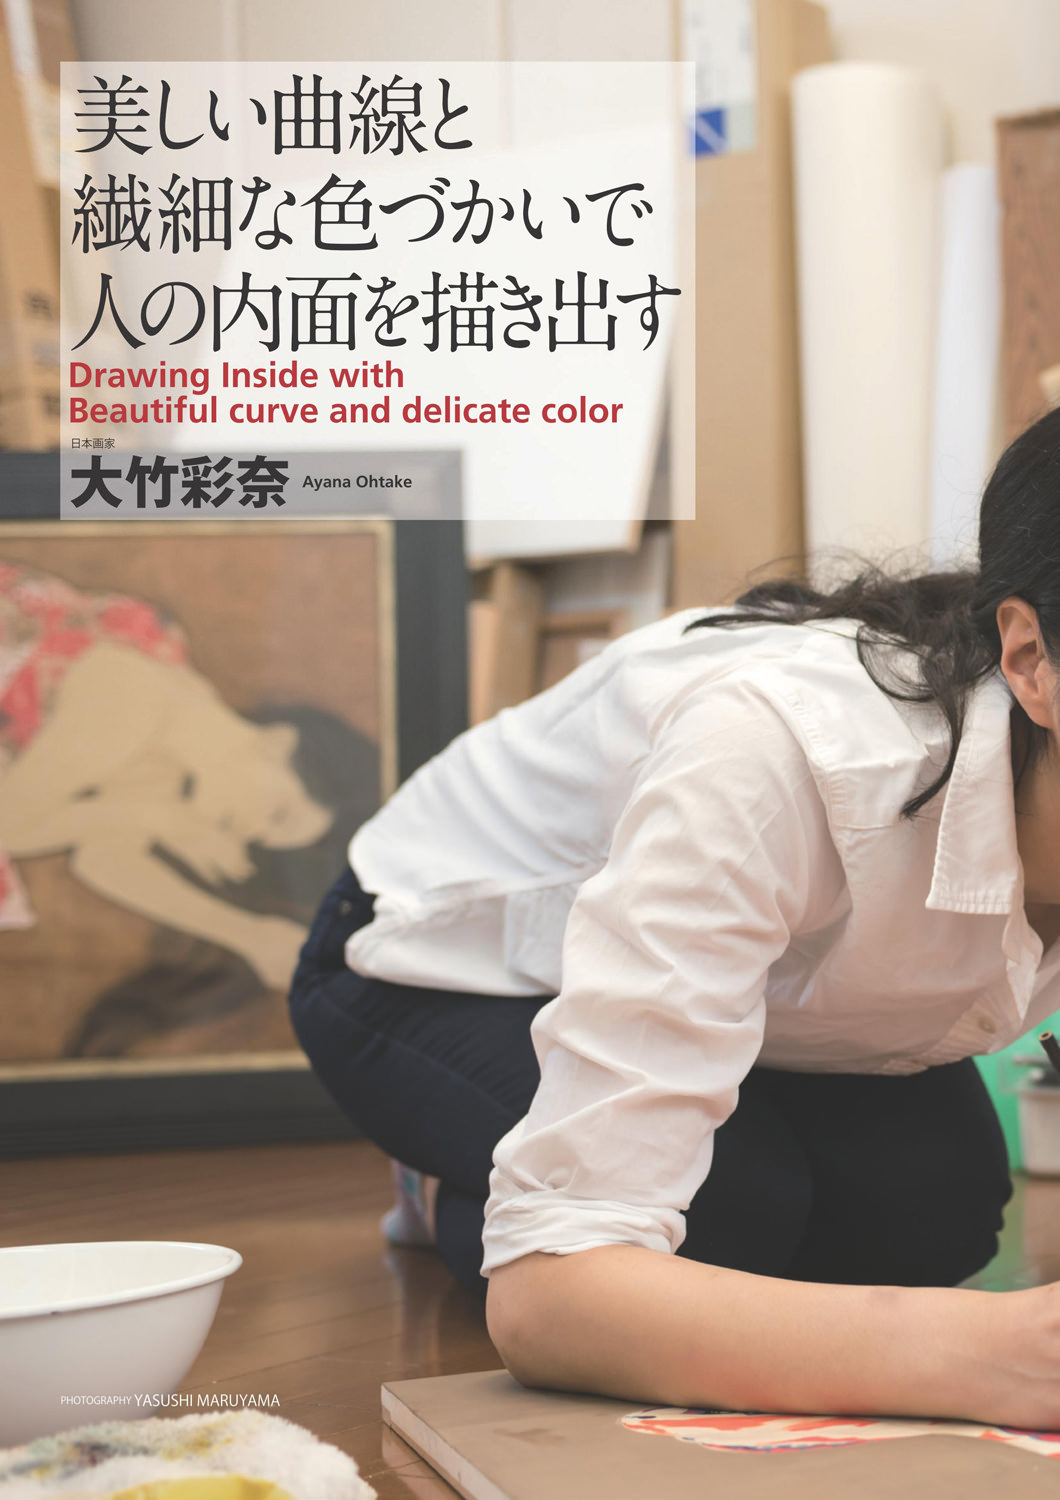 美しい曲線と
繊細な色づかいで
人の内面を描き出す
Drawing Inside with
Beautiful curve and delicate color
日本画家
大竹彩奈 Ayana Ohtake
PHOTOGRAPHY YASUSHI MARUYAMA